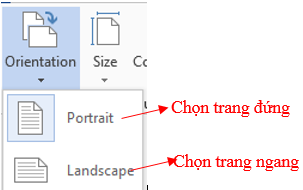 Orientation Size Co
Portrait Chọn trang đứng
Landscape Chọn trang ngang